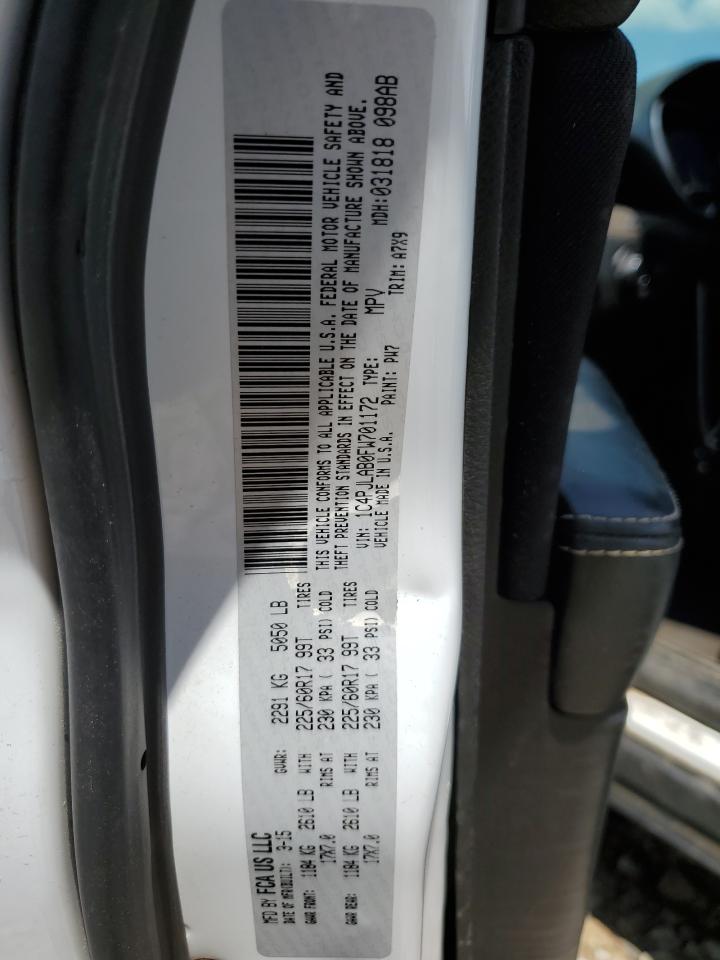 MFD BY FCA US LLC
DATE OF MFR(BUILT): 3-15 GVWR: 2291 KG 5050 LB
GAWR FRONT: 1184 KG 2610 LB WITH 225/60R17 99T TIRES
17X7.0 RIMS AT 230 KPA ( 33 PSI) COLD
GAWR REAR: 1184 KG 2610 LB WITH 225/60R17 99T TIRES
17X7.0 RIMS AT 230 KPA ( 33 PSI) COLD
THIS VEHICLE CONFORMS TO ALL APPLICABLE U.S.A. FEDERAL MOTOR VEHICLE SAFETY AND
THEFT PREVENTION STANDARDS IN EFFECT ON THE DATE OF MANUFACTURE SHOWN ABOVE.
VIN: 1C4PJLAB0FW701172 TYPE: MPV MDH:031818 098AB
VEHICLE MADE IN U.S.A. PAINT: PW7 TRIM: A7X9